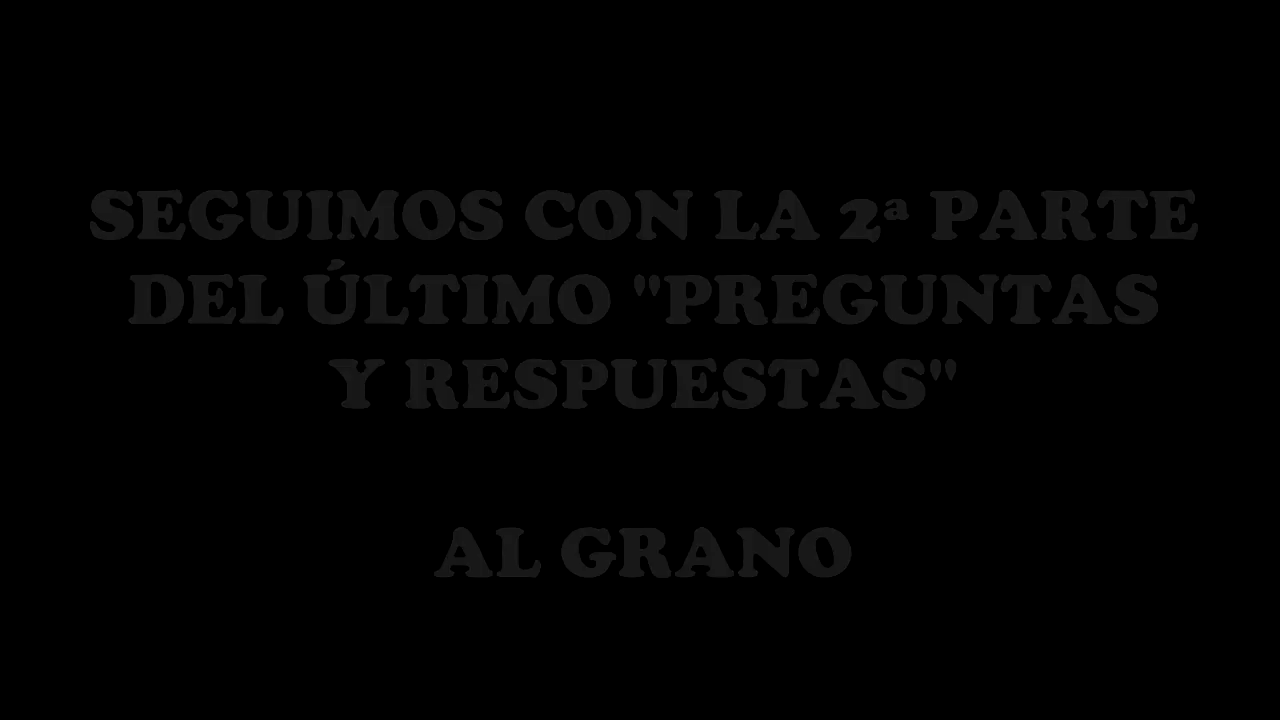 SEGUIMOS CON LA 2ª PARTE
DEL ÚLTIMO "PREGUNTAS
Y RESPUESTAS"
AL GRANO